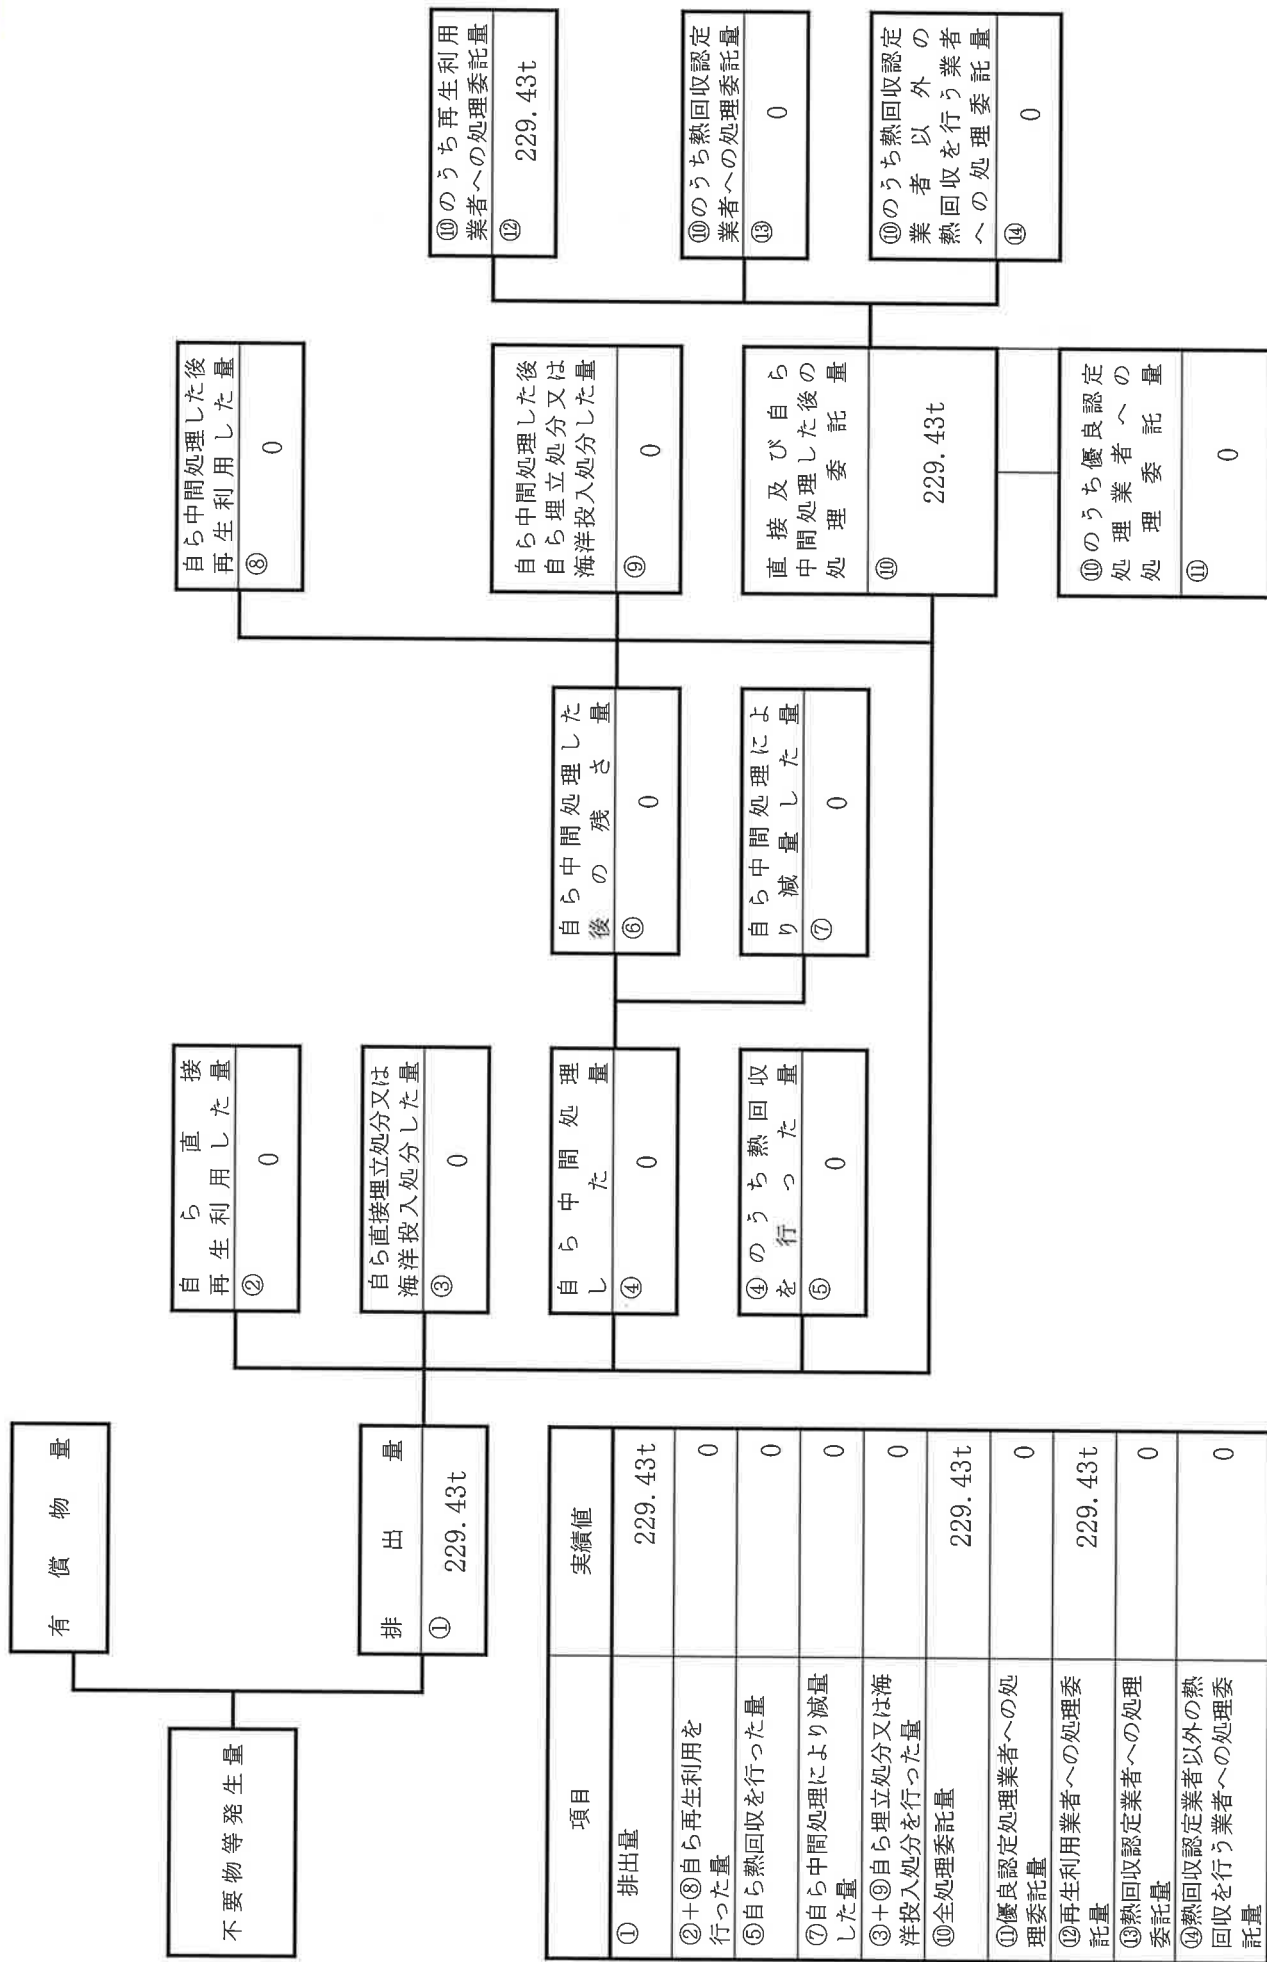 不要物等発生量
有償物量
排出量
① 229.43t
自ら直接
再生利用した量
② 0
自ら直接埋立処分又は
海洋投入処分した量
③ 0
自ら中間処理
した量
④ 0
④のうち熱回収
を行った量
⑤ 0
自ら中間処理した
後の残さ量
⑥ 0
自ら中間処理によ
り減量した量
⑦ 0
自ら中間処理した後
再生利用した量
⑧ 0
自ら中間処理した後
自ら埋立処分又は
海洋投入処分した量
⑨ 0
直接及び自ら
中間処理した後の
処理委託量
⑩ 229.43t
⑩のうち優良認定
処理業者への
処理委託量
⑪ 0
⑩のうち再生利用
業者への処理委託量
⑫ 229.43t
⑩のうち熱回収認定
業者への処理委託量
⑬ 0
⑩のうち熱回収認定
業者以外の
熱回収を行う業者
への処理委託量
⑭ 0
項目 実績値
① 排出量 229.43t
②+⑧自ら再生利用を
行った量 0
⑤自ら熱回収を行った量 0
⑦自ら中間処理により減量
した量 0
③+⑨自ら埋立処分又は海
洋投入処分を行った量 0
⑩全処理委託量 229.43t
⑪優良認定処理業者への処
理委託量 0
⑫再生利用業者への処理委
託量 229.43t
⑬熱回収認定業者への処理
委託量 0
⑭熱回収認定業者以外の熱
回収を行う業者への処理委
託量 0